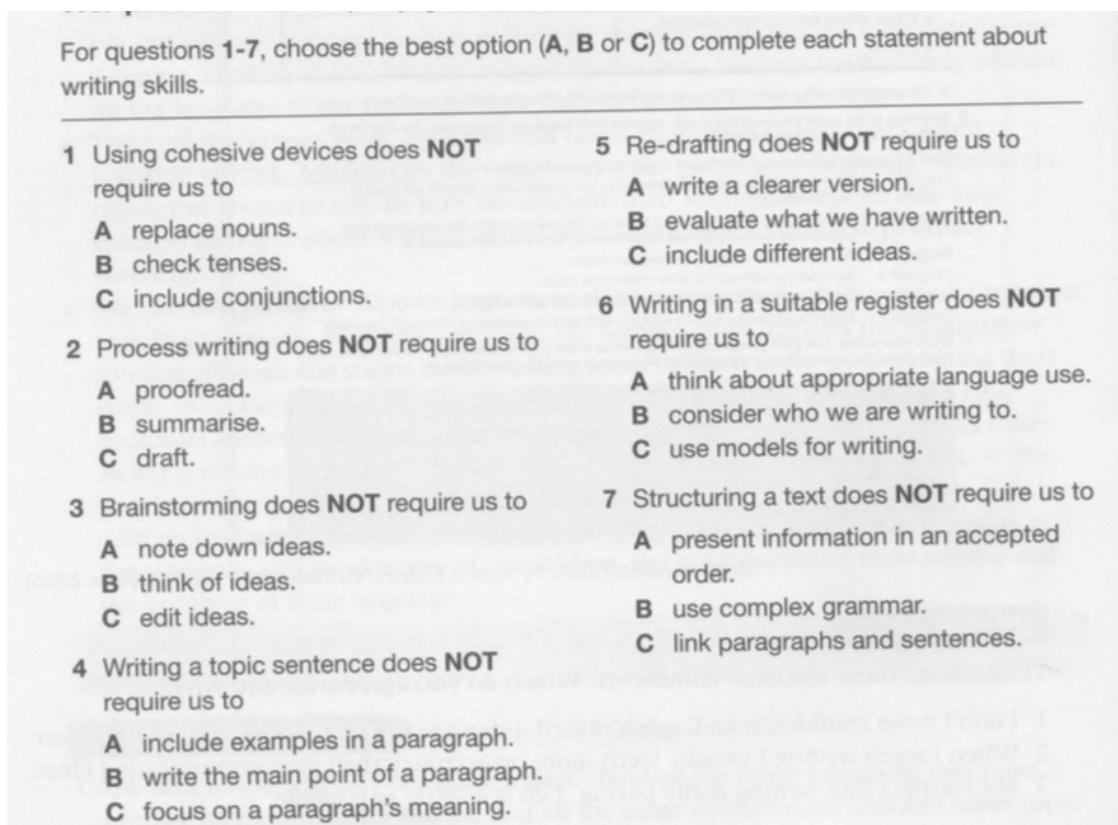 For questions 1-7, choose the best option (A, B or C) to complete each statement about
writing skills.
1 Using cohesive devices does NOT
require us to
A replace nouns.
B check tenses.
C include conjunctions.
2 Process writing does NOT require us to
A proofread.
B summarise.
C draft.
3 Brainstorming does NOT require us to
A note down ideas.
B think of ideas.
C edit ideas.
4 Writing a topic sentence does NOT
require us to
A include examples in a paragraph.
B write the main point of a paragraph.
C focus on a paragraph's meaning.
5 Re-drafting does NOT require us to
A write a clearer version.
B evaluate what we have written.
C include different ideas.
6 Writing in a suitable register does NOT
require us to
A think about appropriate language use.
B consider who we are writing to.
C use models for writing.
7 Structuring a text does NOT require us to
A present information in an accepted
order.
B use complex grammar.
C link paragraphs and sentences.